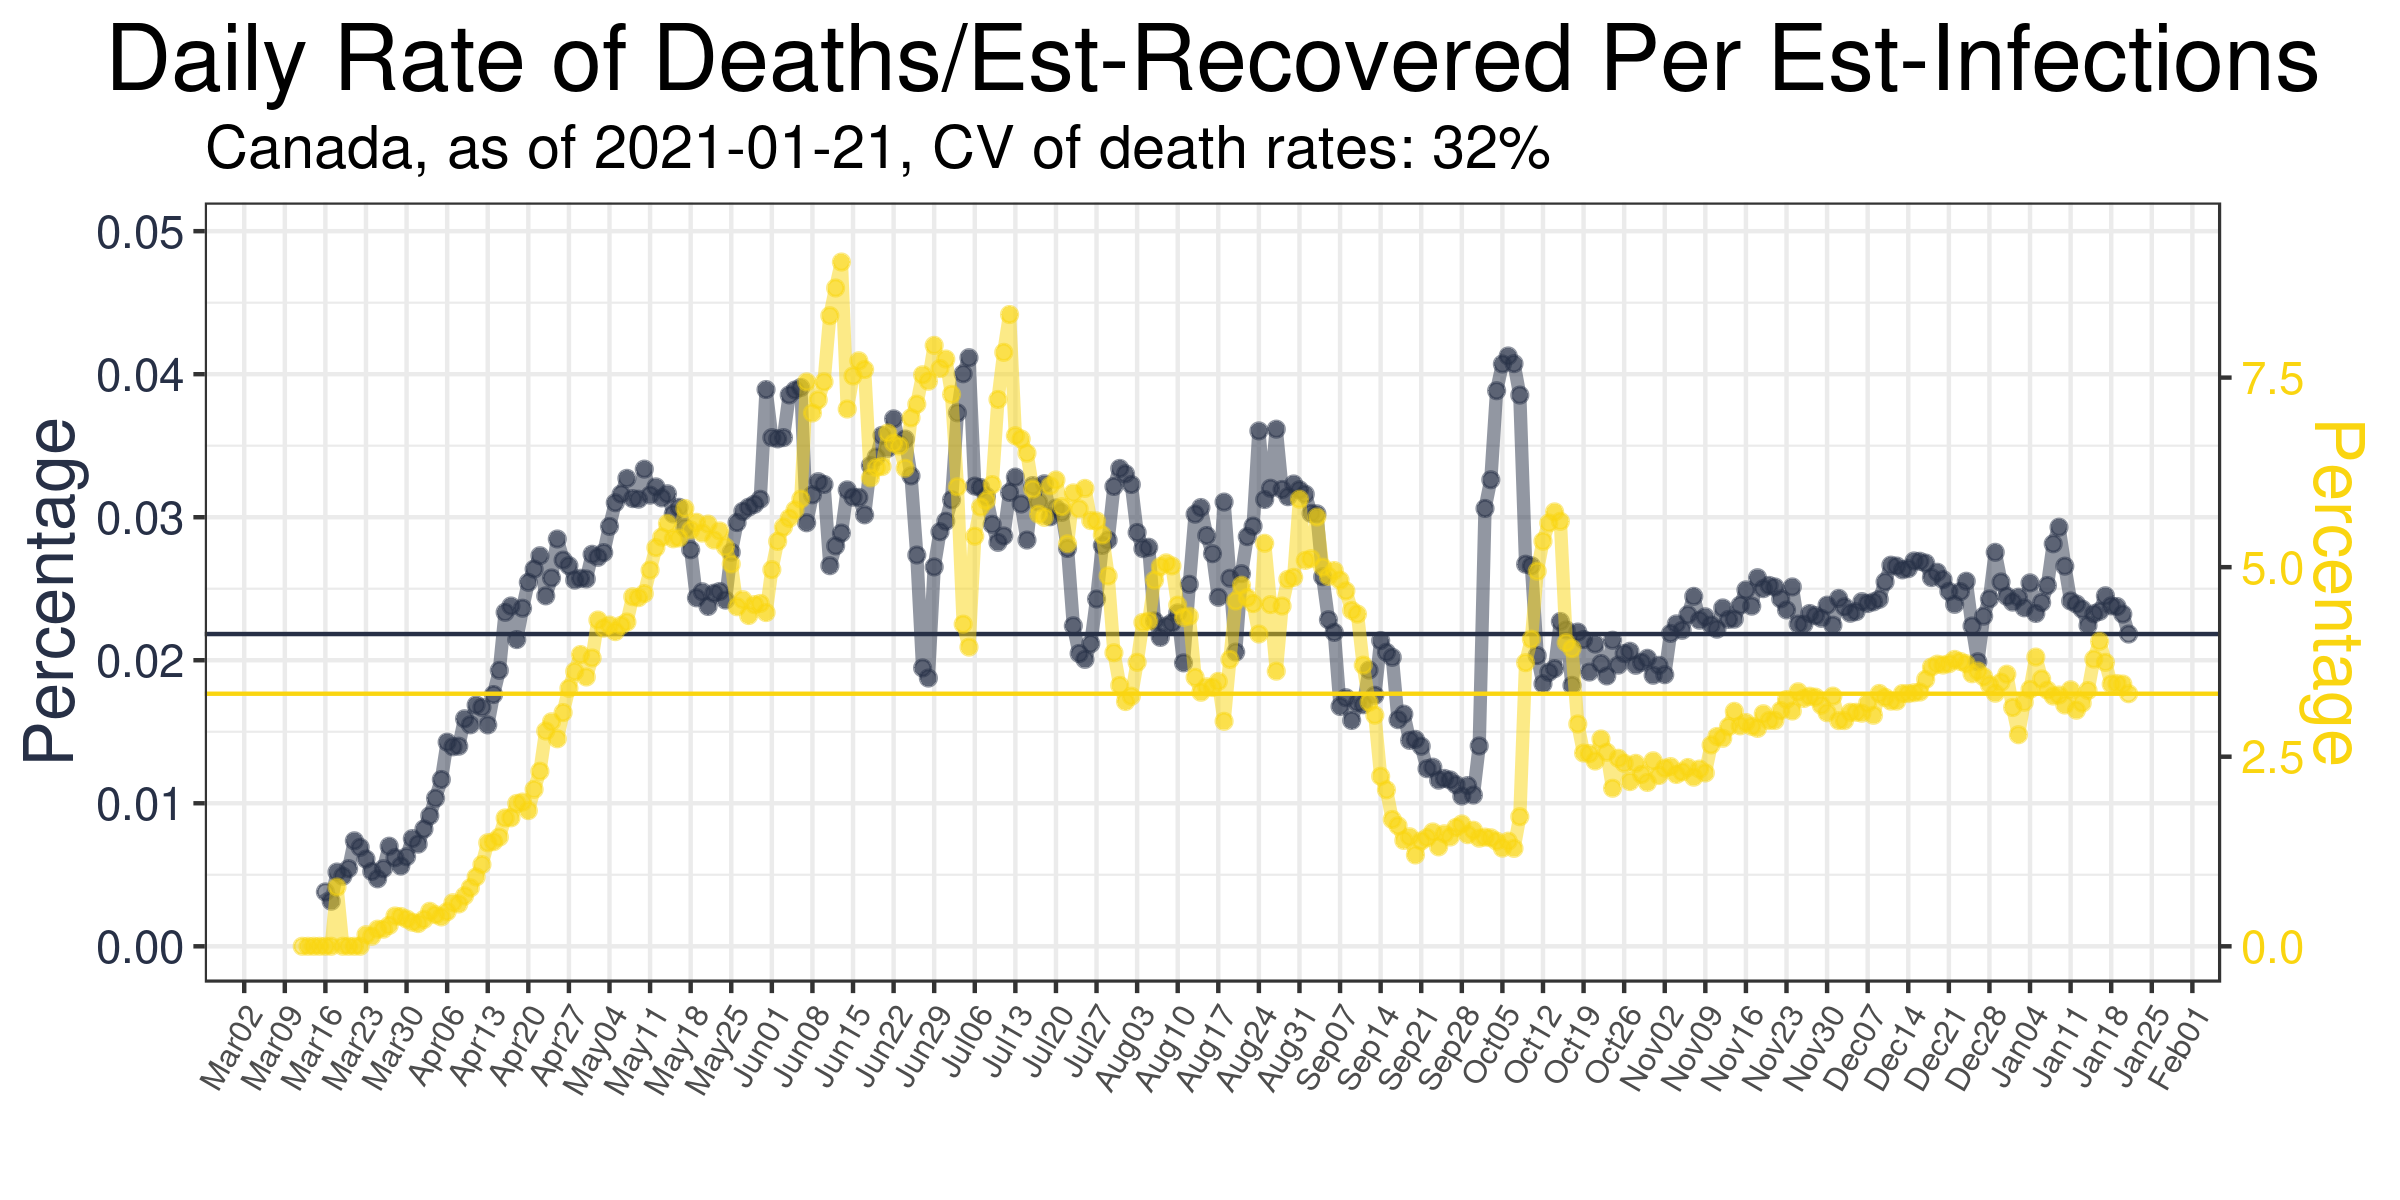 Daily Rate of Deaths/Est-Recovered Per Est-Infections
Canada, as of 2021-01-21, CV of death rates: 32%
Percentage
0.05
0.04
0.03
0.02
0.01
0.00
7.5
5.0
2.5
0.0
Percentage
Mar02 Mar09 Mar16 Mar23 Mar30 Apr06 Apr13 Apr20 Apr27 May04 May11 May18 May25 Jun01 Jun08 Jun15 Jun22 Jun29 Jul06 Jul13 Jul20 Jul27 Aug03 Aug10 Aug17 Aug24 Aug31 Sep07 Sep14 Sep21 Sep28 Oct05 Oct12 Oct19 Oct26 Nov02 Nov09 Nov16 Nov23 Nov30 Dec07 Dec14 Dec21 Dec28 Jan04 Jan11 Jan18 Jan25 Feb01